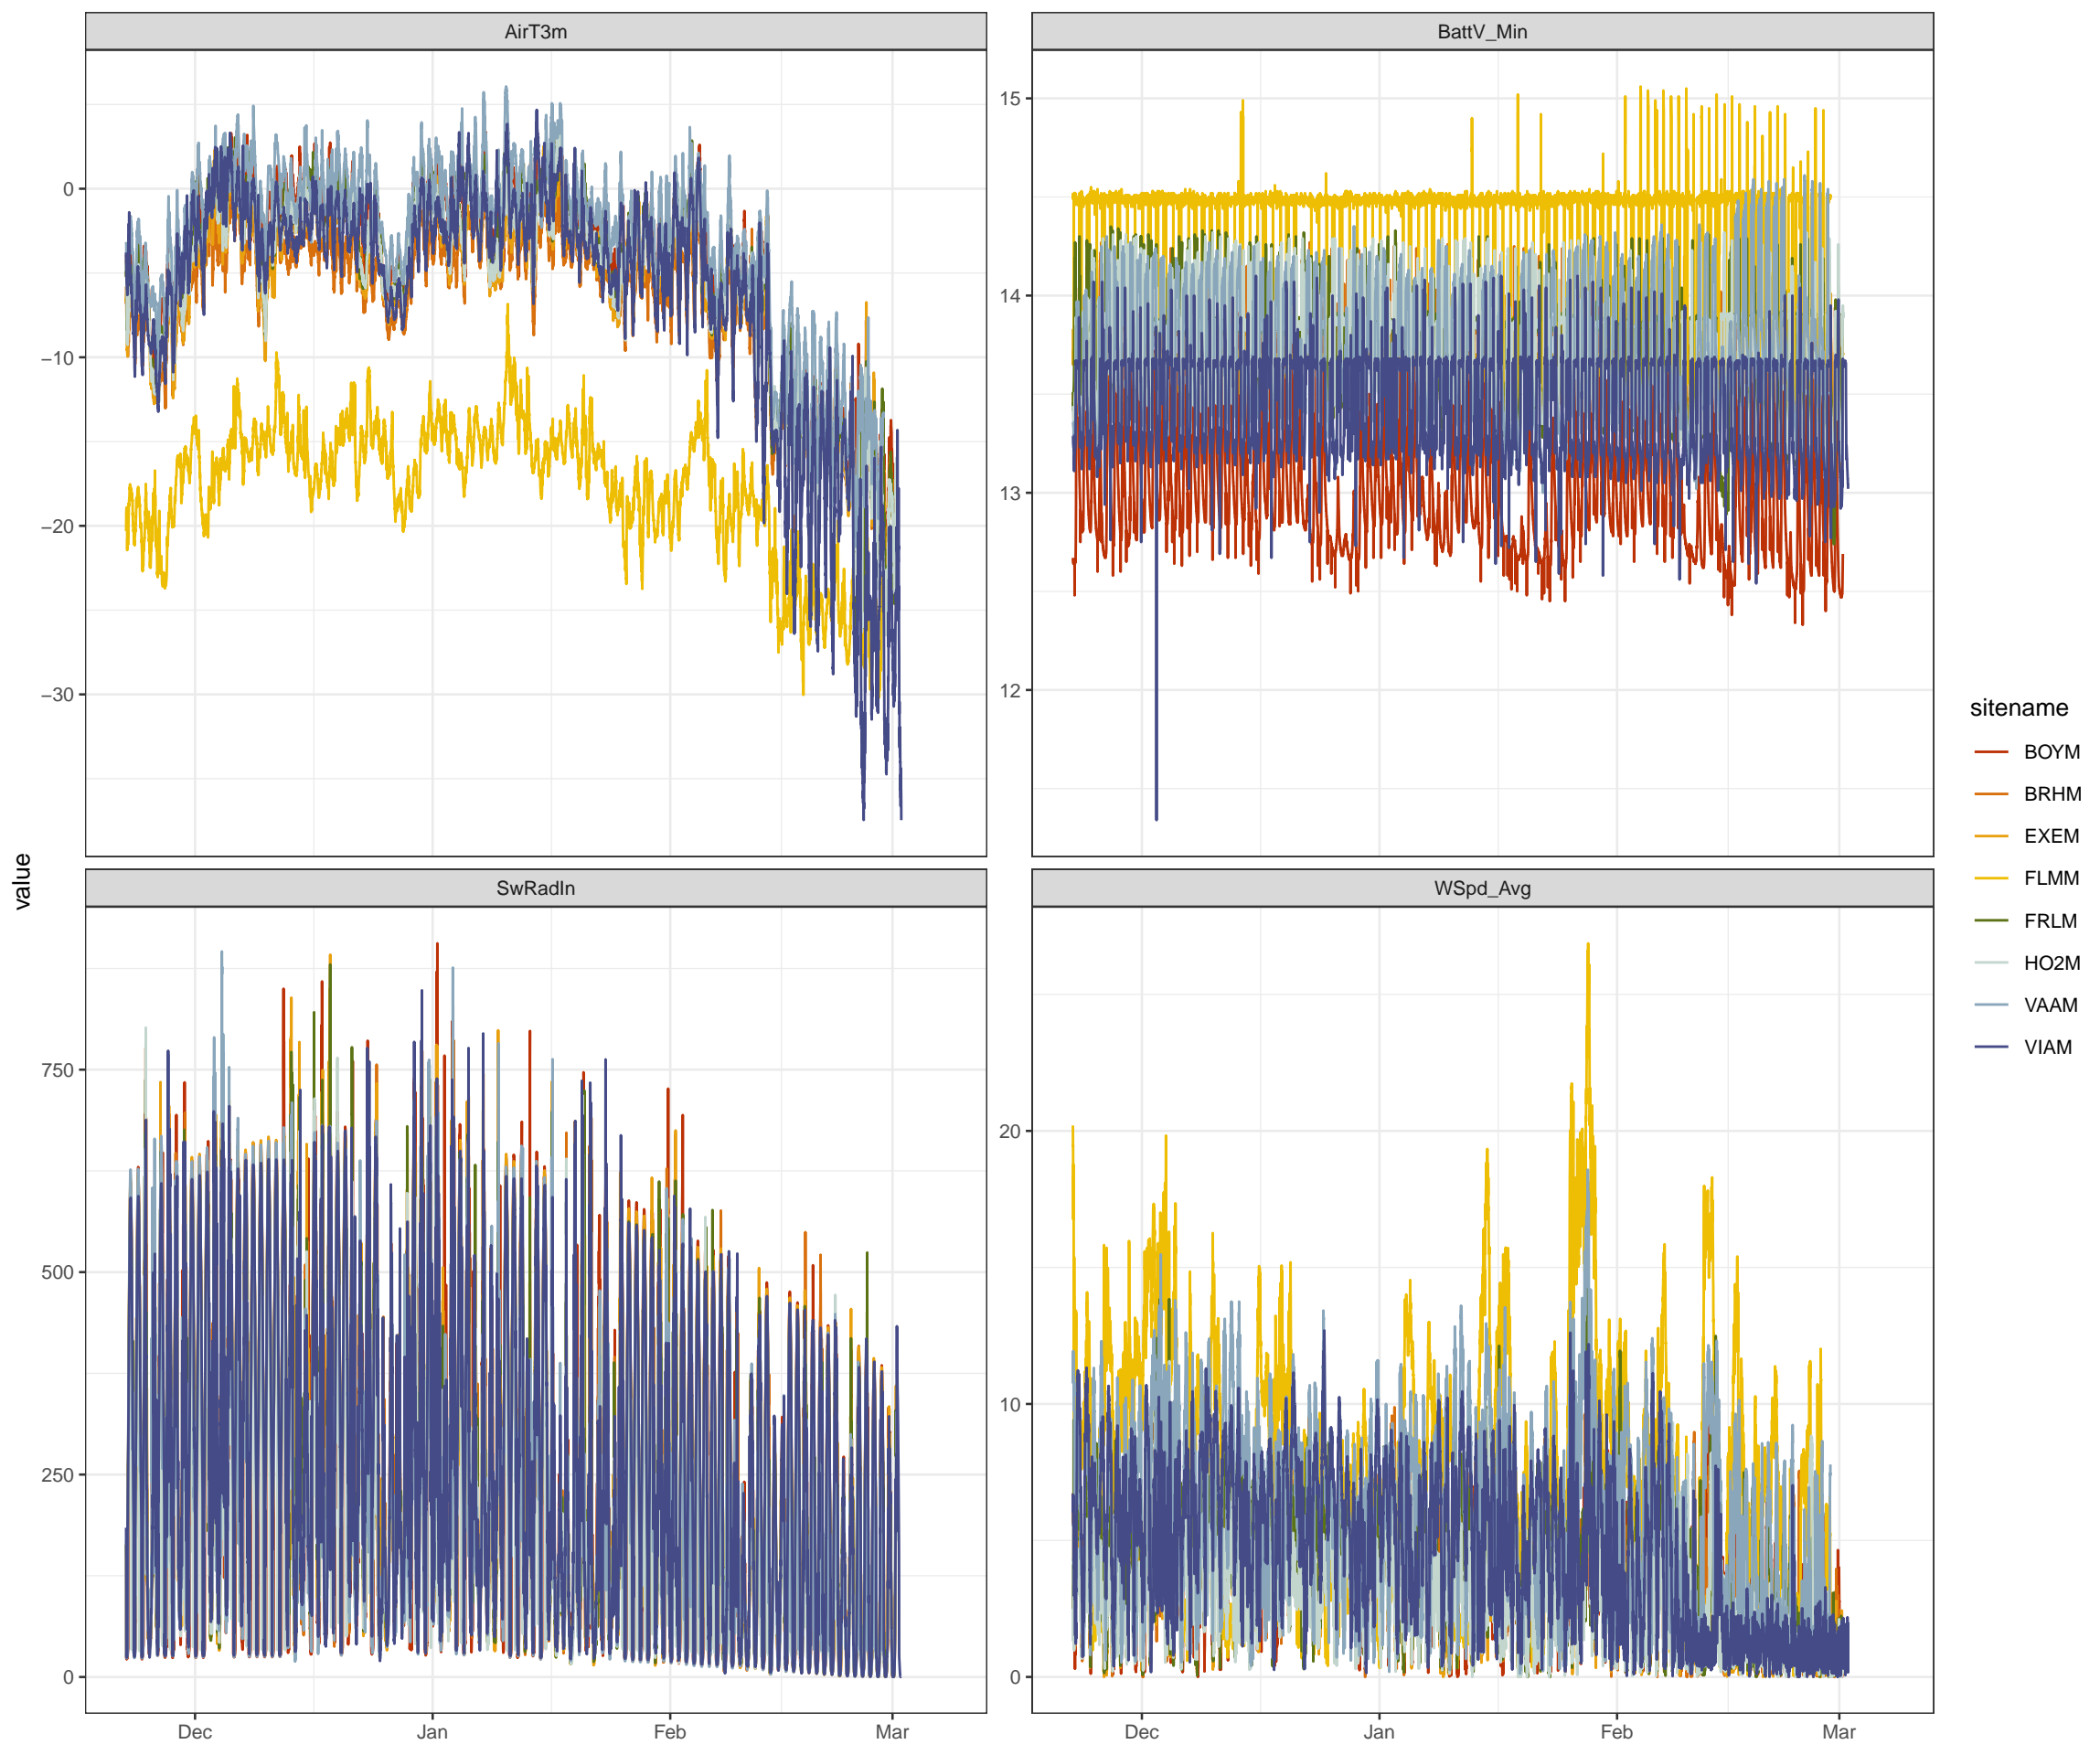 AirT3m
BattV_Min
0
−10
−20
−30
15
14
13
12
SwRadIn
WSpd_Avg
750
500
250
0
20
10
0
Dec Jan Feb Mar
Dec Jan Feb Mar
value
sitename
BOYM
BRHM
EXEM
FLMM
FRLM
HO2M
VAAM
VIAM